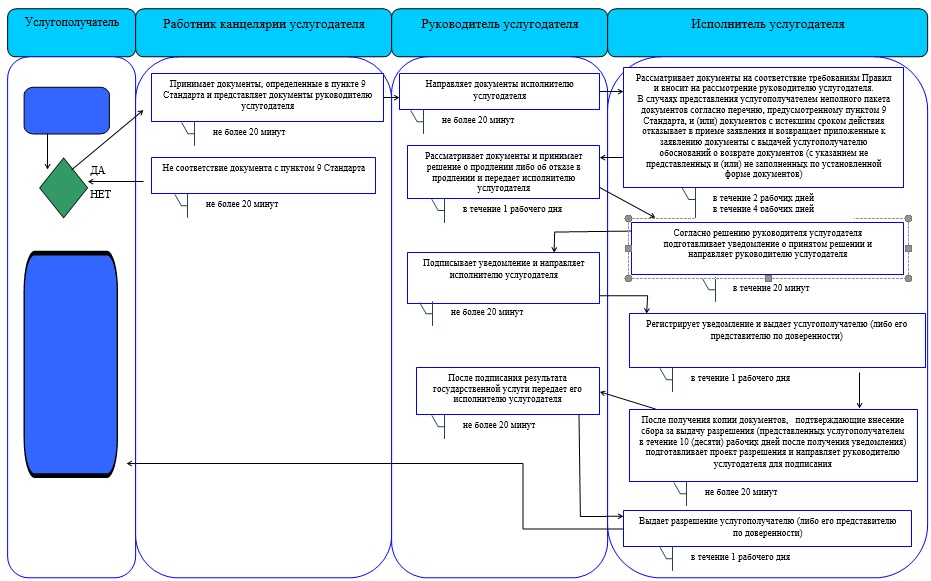 Услугополучатель
Работник канцелярии услугодателя
Руководитель услугодателя
Исполнитель услугодателя
ДА
НЕТ
Принимает документы, определенные в пункте 9
Стандарта и представляет документы руководителю
услугодателя
не более 20 минут
Не соответствие документа с пунктом 9 Стандарта
не более 20 минут
Направляет документы исполнителю
услугодателя
не более 20 минут
Рассматривает документы и принимает
решение о продлении либо об отказе в
продлении и передает исполнителю
услугодателя
в течение 1 рабочего дня
Подписывает уведомление и направляет
исполнителю услугодателя
не более 20 минут
После подписания результата
государственной услуги передает его
исполнителю услугодателя
не более 20 минут
Рассматривает документы на соответствие требованиям Правил
и вносит на рассмотрение руководителю услугодателя.
В случаях представления услугополучателем неполного пакета
документов согласно перечню, предусмотренному пунктом 9
Стандарта, и (или) документов с истекшим сроком действия
отказывает в приеме заявления и возвращает приложенные к
заявлению документы с выдачей услугополучателю
обоснований о возврате документов (с указанием не
представленных и (или) не заполненных по установленной
форме документов)
в течение 2 рабочих дней
в течение 4 рабочих дней
Согласно решению руководителя услугодателя
подготавливает уведомление о принятом решении и
направляет руководителю услугодателя
в течение 20 минут
Регистрирует уведомление и выдает услугополучателю (либо его
представителю по доверенности)
в течение 1 рабочего дня
После получения копии документов, подтверждающие внесение
сбора за выдачу разрешения (представленных услугополучателем
в течение 10 (десяти) рабочих дней после получения уведомления)
подготавливает проект разрешения и направляет руководителю
услугодателя для подписания
не более 20 минут
Выдает разрешение услугополучателю (либо его представителю
по доверенности)
в течение 1 рабочего дня